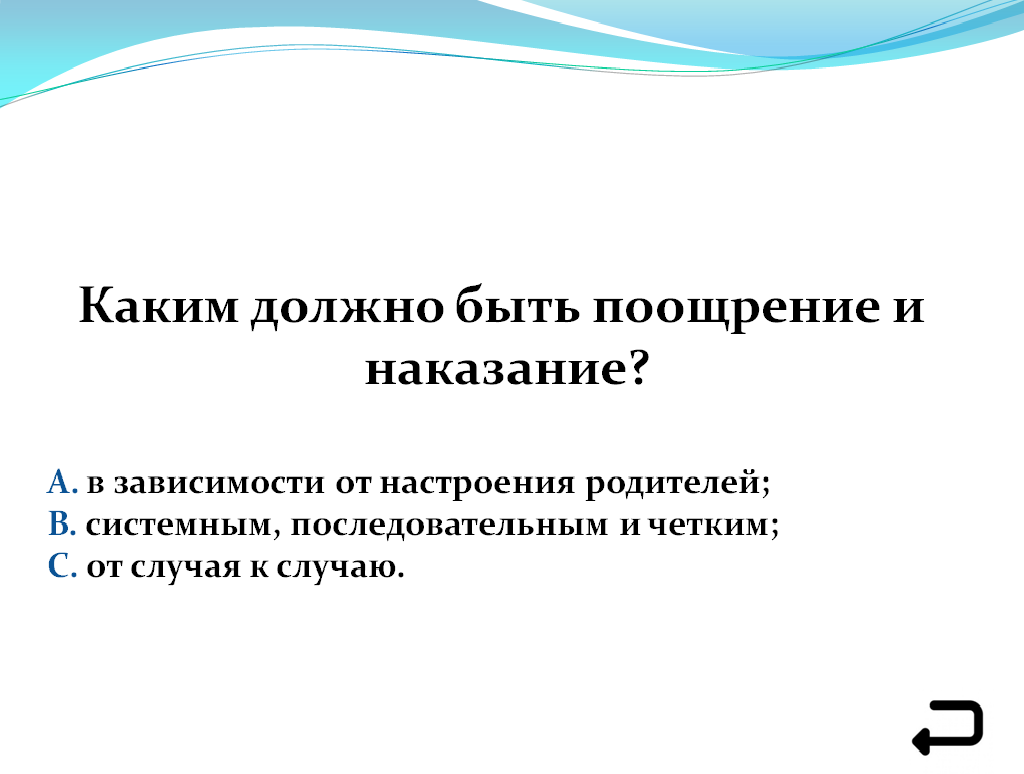 Каким должно быть поощрение и
наказание?
А. в зависимости от настроения родителей;
В. системным, последовательным и четким;
С. от случая к случаю.